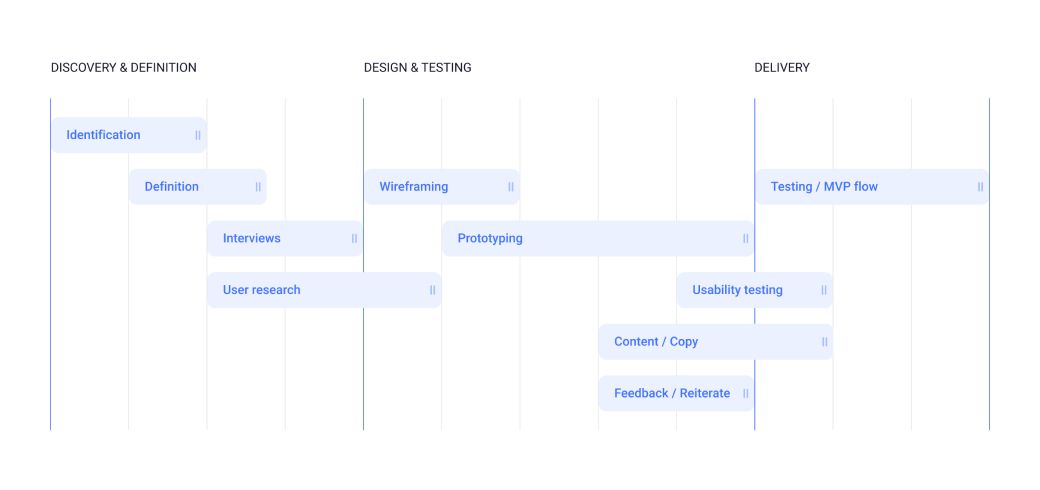 DISCOVERY & DEFINITION
DESIGN & TESTING
DELIVERY
Identification
Definition
Wireframing
Testing / MVP flow
Interviews
Prototyping
User research
Usability testing
Content / Copy
Feedback / Reiterate